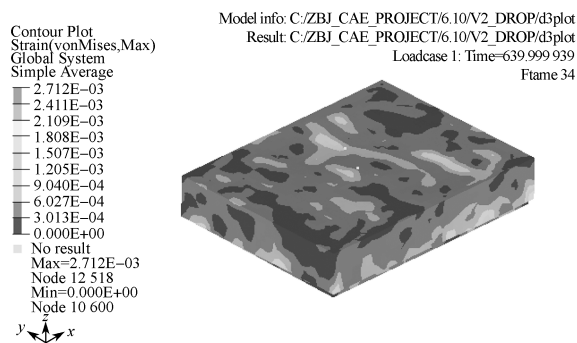 Model info: C:/ZBJ_CAE_PROJECT/6.10/V2_DROP/d3plot
Result: C:/ZBJ_CAE_PROJECT/6.10/V2_DROP/d3plot
Loadcase 1: Time=639.999 939
Ftame 34
Contour Plot
Strain(vonMises,Max)
Global System
Simple Average
2.712E−03
2.411E−03
2.109E−03
1.808E−03
1.507E−03
1.205E−03
9.040E−04
6.027E−04
3.013E−04
0.000E+00
No result
Max=2.712E−03
Node 12 518
Min=0.000E+00
Node 10 600
z
y
x